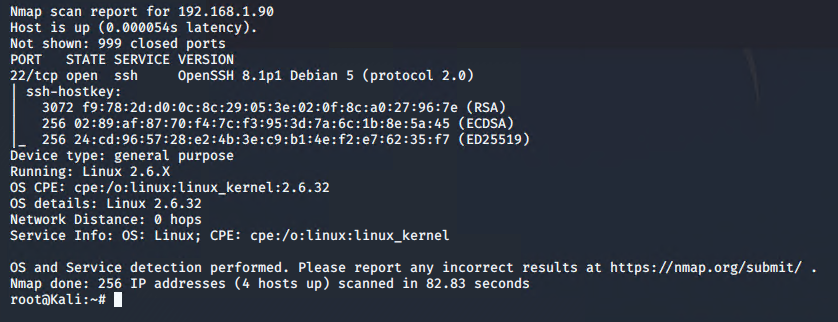 Nmap scan report for 192.168.1.90
Host is up (0.000054s latency).
Not shown: 999 closed ports
PORT   STATE SERVICE VERSION
22/tcp open  ssh     OpenSSH 8.1p1 Debian 5 (protocol 2.0)
| ssh-hostkey:
|   3072 f9:78:2d:d0:0c:8c:29:05:3e:02:0f:8c:a0:27:96:7e (RSA)
|   256 02:89:af:87:70:f4:7c:f3:95:3d:7a:6c:1b:8e:5a:45 (ECDSA)
|_  256 24:cd:96:57:28:e2:4b:3e:c9:b1:4e:f2:e7:62:35:f7 (ED25519)
Device type: general purpose
Running: Linux 2.6.X
OS CPE: cpe:/o:linux:linux_kernel:2.6.32
OS details: Linux 2.6.32
Network Distance: 0 hops
Service Info: OS: Linux; CPE: cpe:/o:linux:linux_kernel

OS and Service detection performed. Please report any incorrect results at https://nmap.org/submit/ .
Nmap done: 256 IP addresses (4 hosts up) scanned in 82.83 seconds
root@Kali:~#